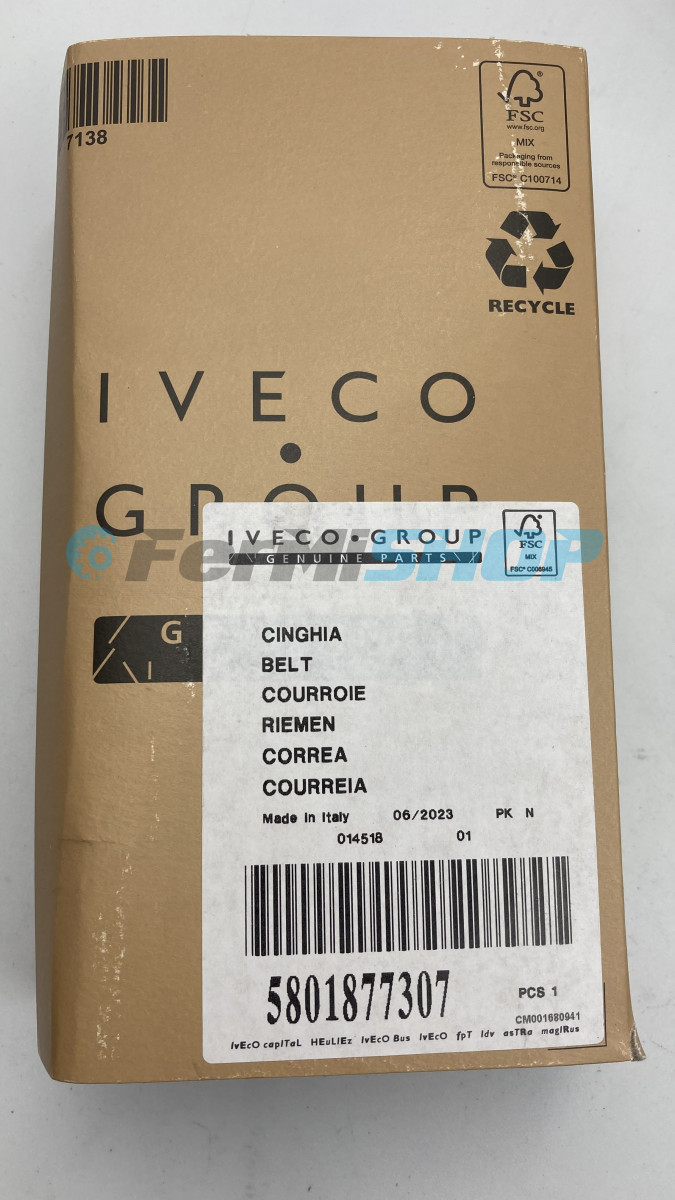 7138
FSC
www.fsc.org
MIX
Packaging from
responsible sources
FSC® C100714
RECYCLE
IVECO
GROUP
FerMiSHOP
G
I
IVECO•GROUP
GENUINE PARTS
FSC
MIX
FSC® C006945
CINGHIA
BELT
COURROIE
RIEMEN
CORREA
COURREIA
Made in Italy 06/2023 PK N
014518 01
5801877307 PCS 1
CM001680941
IvEcO capITaL HEuLIEz IvEcO Bus IvEcO fpT Idv asTRa magIRus